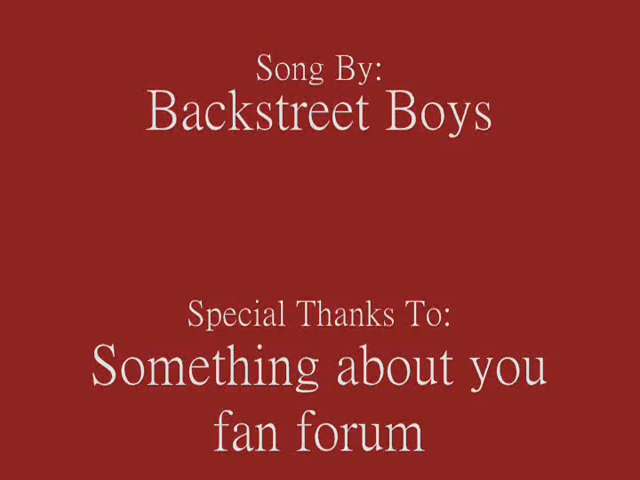 Song By:
Backstreet Boys
Special Thanks To:
Something about you
fan forum